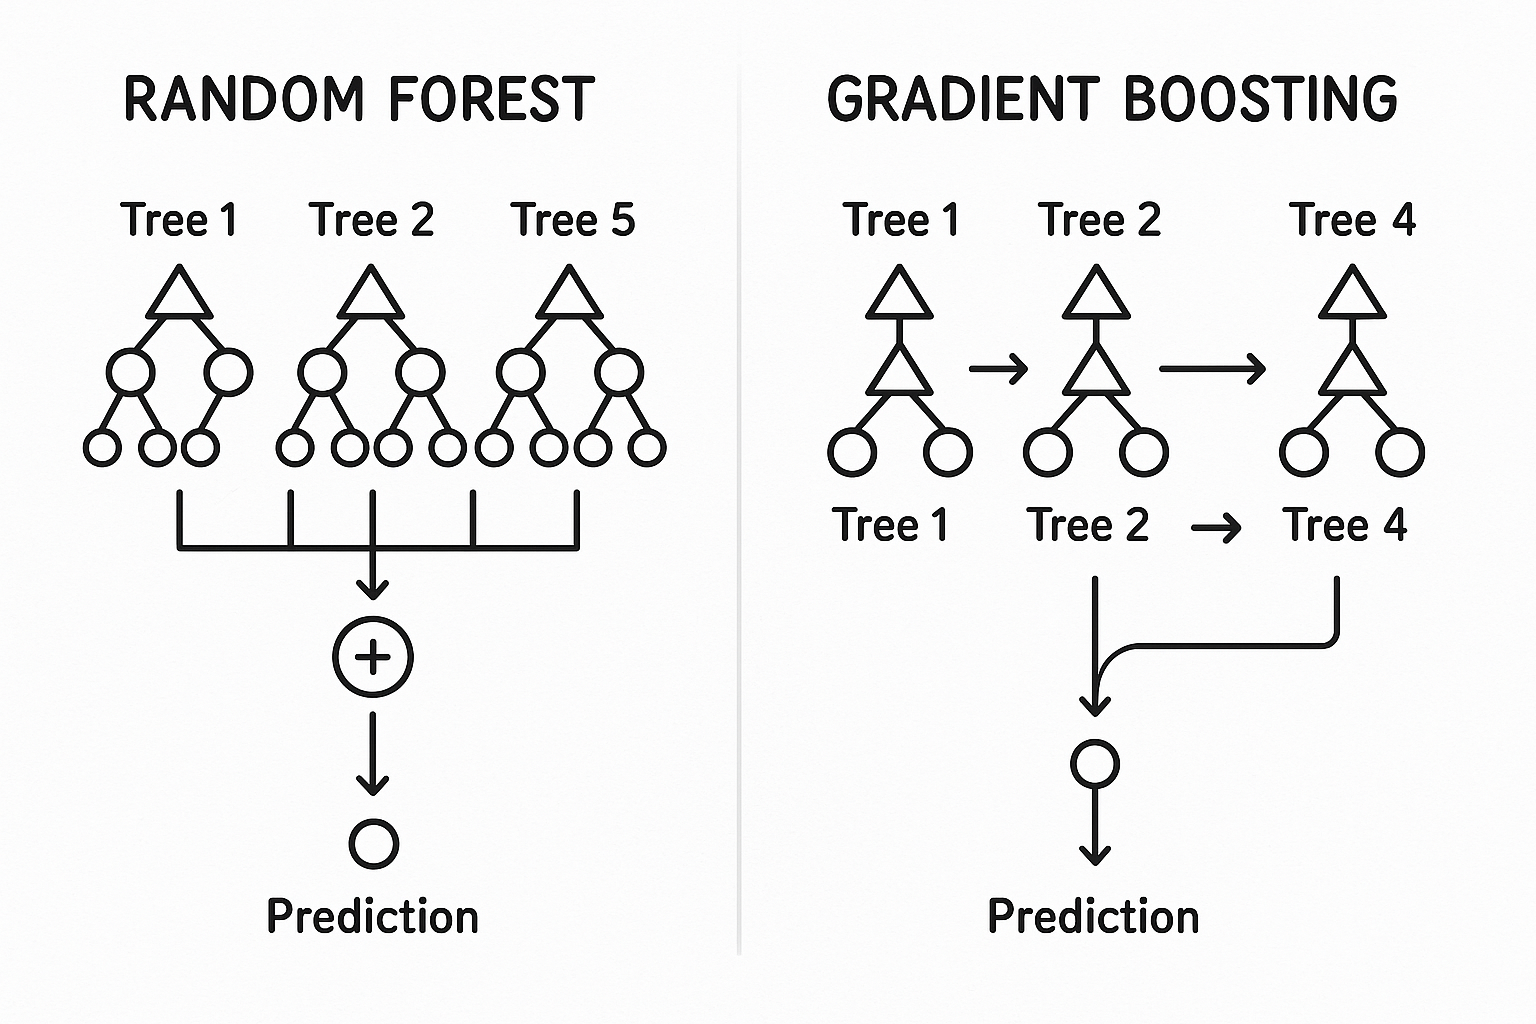 RANDOM FOREST
Tree 1 Tree 2 Tree 5
+
Prediction
GRADIENT BOOSTING
Tree 1 Tree 2 Tree 4
Tree 1 Tree 2 → Tree 4
Prediction